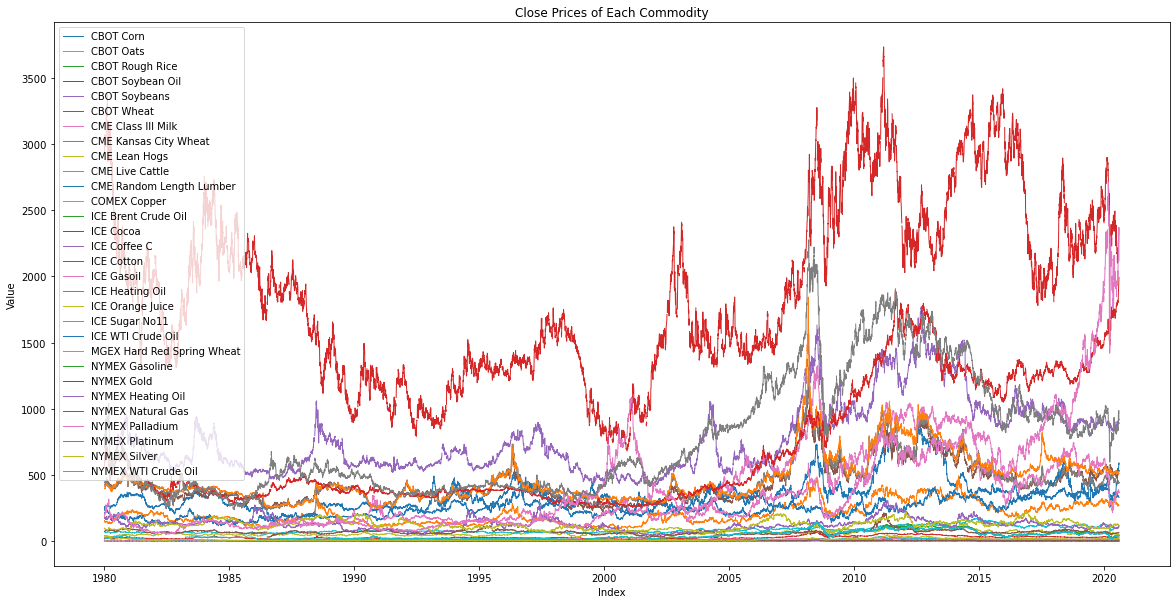 Close Prices of Each Commodity
CBOT Corn
CBOT Oats
CBOT Rough Rice
CBOT Soybean Oil
CBOT Soybeans
CBOT Wheat
CME Class III Milk
CME Kansas City Wheat
CME Lean Hogs
CME Live Cattle
CME Random Length Lumber
COMEX Copper
ICE Brent Crude Oil
ICE Cocoa
ICE Coffee C
ICE Cotton
ICE Gasoil
ICE Heating Oil
ICE Orange Juice
ICE Sugar No11
ICE WTI Crude Oil
MGEX Hard Red Spring Wheat
NYMEX Gasoline
NYMEX Gold
NYMEX Heating Oil
NYMEX Natural Gas
NYMEX Palladium
NYMEX Platinum
NYMEX Silver
NYMEX WTI Crude Oil
3500
3000
2500
2000
1500
1000
500
0
Value
1980 1985 1990 1995 2000 2005 2010 2015 2020
Index